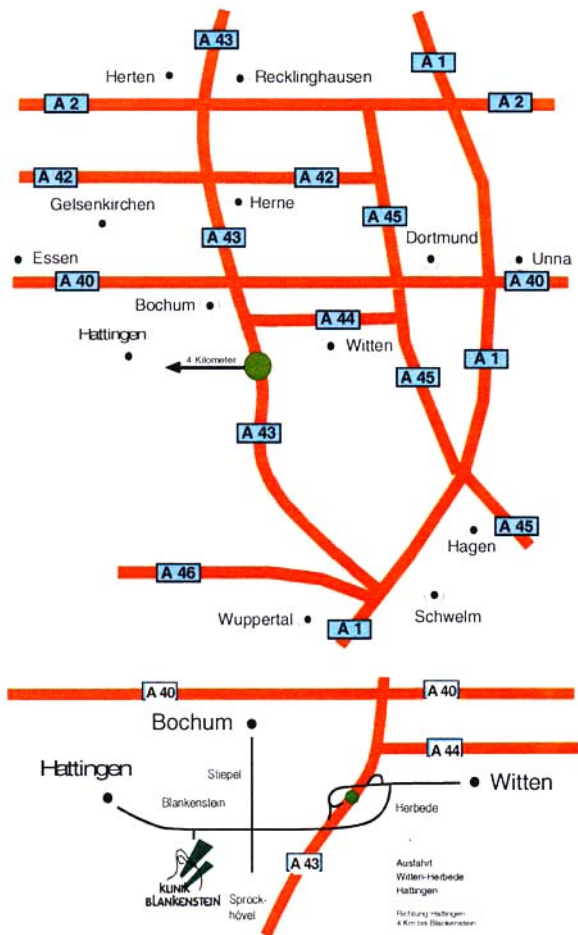 A 43
A 1
Herten
Recklinghausen
A 2
A 2
A 42
A 42
Gelsenkirchen
Herne
A 45
A 43
Dortmund
Essen
Unna
A 40
A 40
Bochum
A 44
Hattingen
Witten
4 Kilometer
A 1
A 45
A 43
A 45
Hagen
A 46
Wuppertal
Schwelm
A 1
A 40
A 40
Bochum
A 44
Hattingen
Stiepel
Witten
Blankenstein
Herbede
KLINIK
BLANKENSTEIN
A 43
Sprock-
hövel
Ausfahrt
Witten-Herbede
Hattingen
Richtung Hattingen
4 Km bis Blankenstein